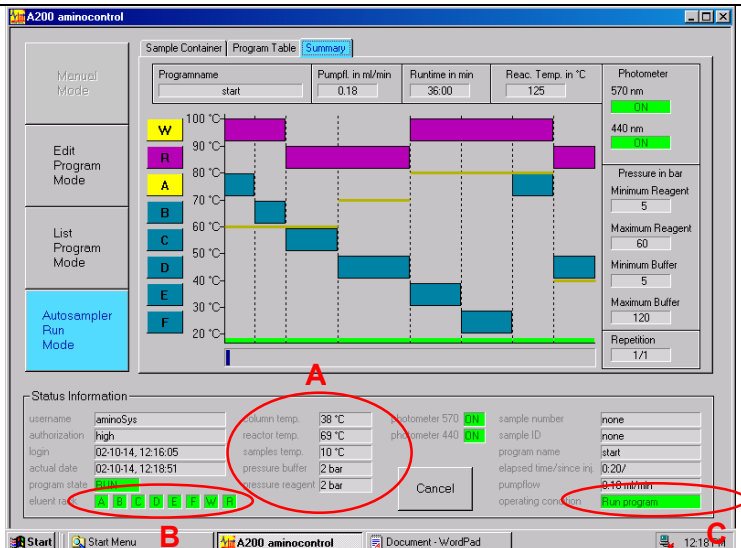 A200 aminocontrol
Sample Container Program Table Summary
Manual
Mode
Edit
Program
Mode
List
Program
Mode
Autosampler
Run
Mode
Programname
start
Pumpfl. in ml/min
0.18
Runtime in min
36:00
Reac. Temp. in °C
125
Photometer
570 nm
ON
440 nm
ON
Pressure in bar
Minimum Reagent
5
Maximum Reagent
60
Minimum Buffer
5
Maximum Buffer
120
Repetition
1/1
W
R
A
B
C
D
E
F
100 °C
90 °C
80 °C
70 °C
60 °C
50 °C
40 °C
30 °C
20 °C
A
Status Information
username aminoSys
authorization high
login 02-10-14, 12:16:05
actual date 02-10-14, 12:18:51
program state RUN
eluent rack A B C D E F W R
column temp. 38 °C
reactor temp. 69 °C
samples temp. 10 °C
pressure buffer 2 bar
pressure reagent 2 bar
photometer 570 ON
photometer 440 ON
Cancel
sample number none
sample ID none
program name start
elapsed time/since inj. 0:20/
pumpflow 0.18 ml/min
operating condition Run program
B
C
Start Start Menu A200 aminocontrol Document - WordPad 12:18